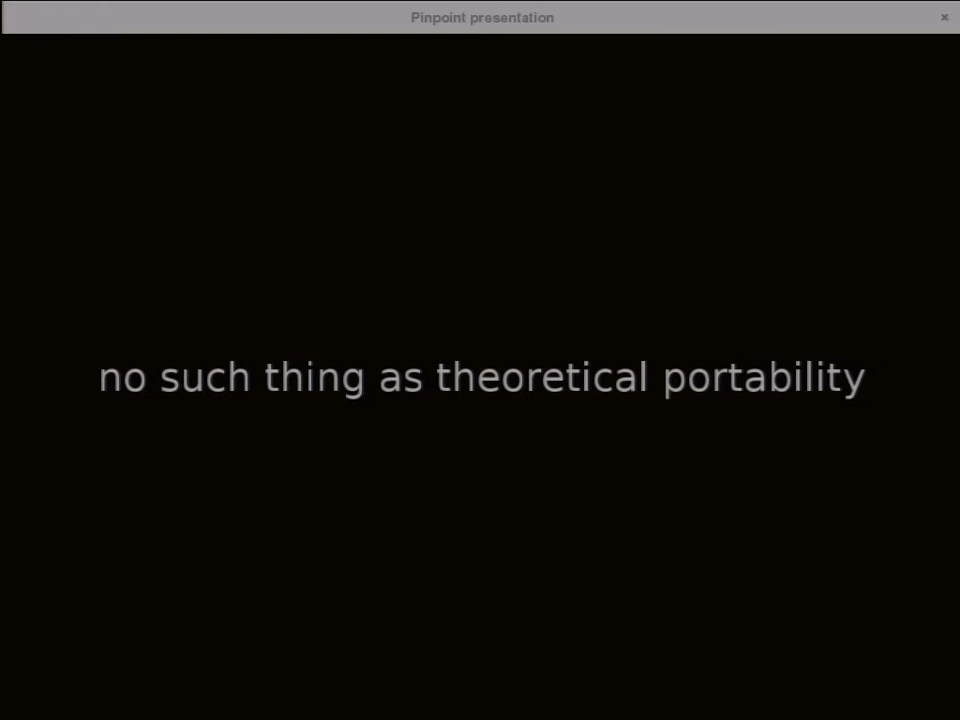 Pinpoint presentation
no such thing as theoretical portability